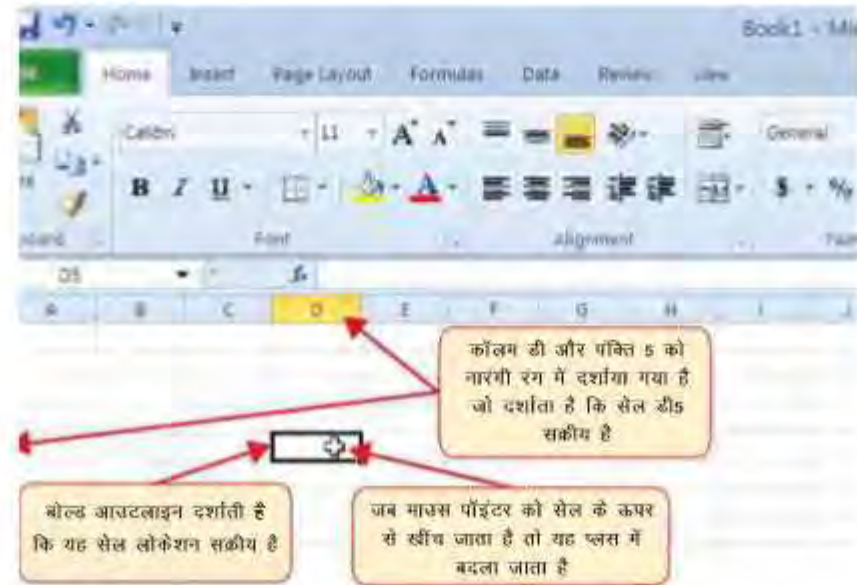 Book1 - Mi
Home Insert Page Layout Formulas Data Review View
Calibri 11 A A General
B I U A $ %
Font Alignment
D5 fx
A B C D E F G H I J
कॉलम डी और पंक्ति 5 को
नारंगी रंग में दर्शाया गया है
जो दर्शाता है कि सेल डी5
सक्रीय है
बोल्ड आउटलाइन दर्शाती है
कि यह सेल लोकेशन सक्रीय है
जब माउस पॉइंटर को सेल के ऊपर
से खींच जाता है तो यह प्लस में
बदला जाता है